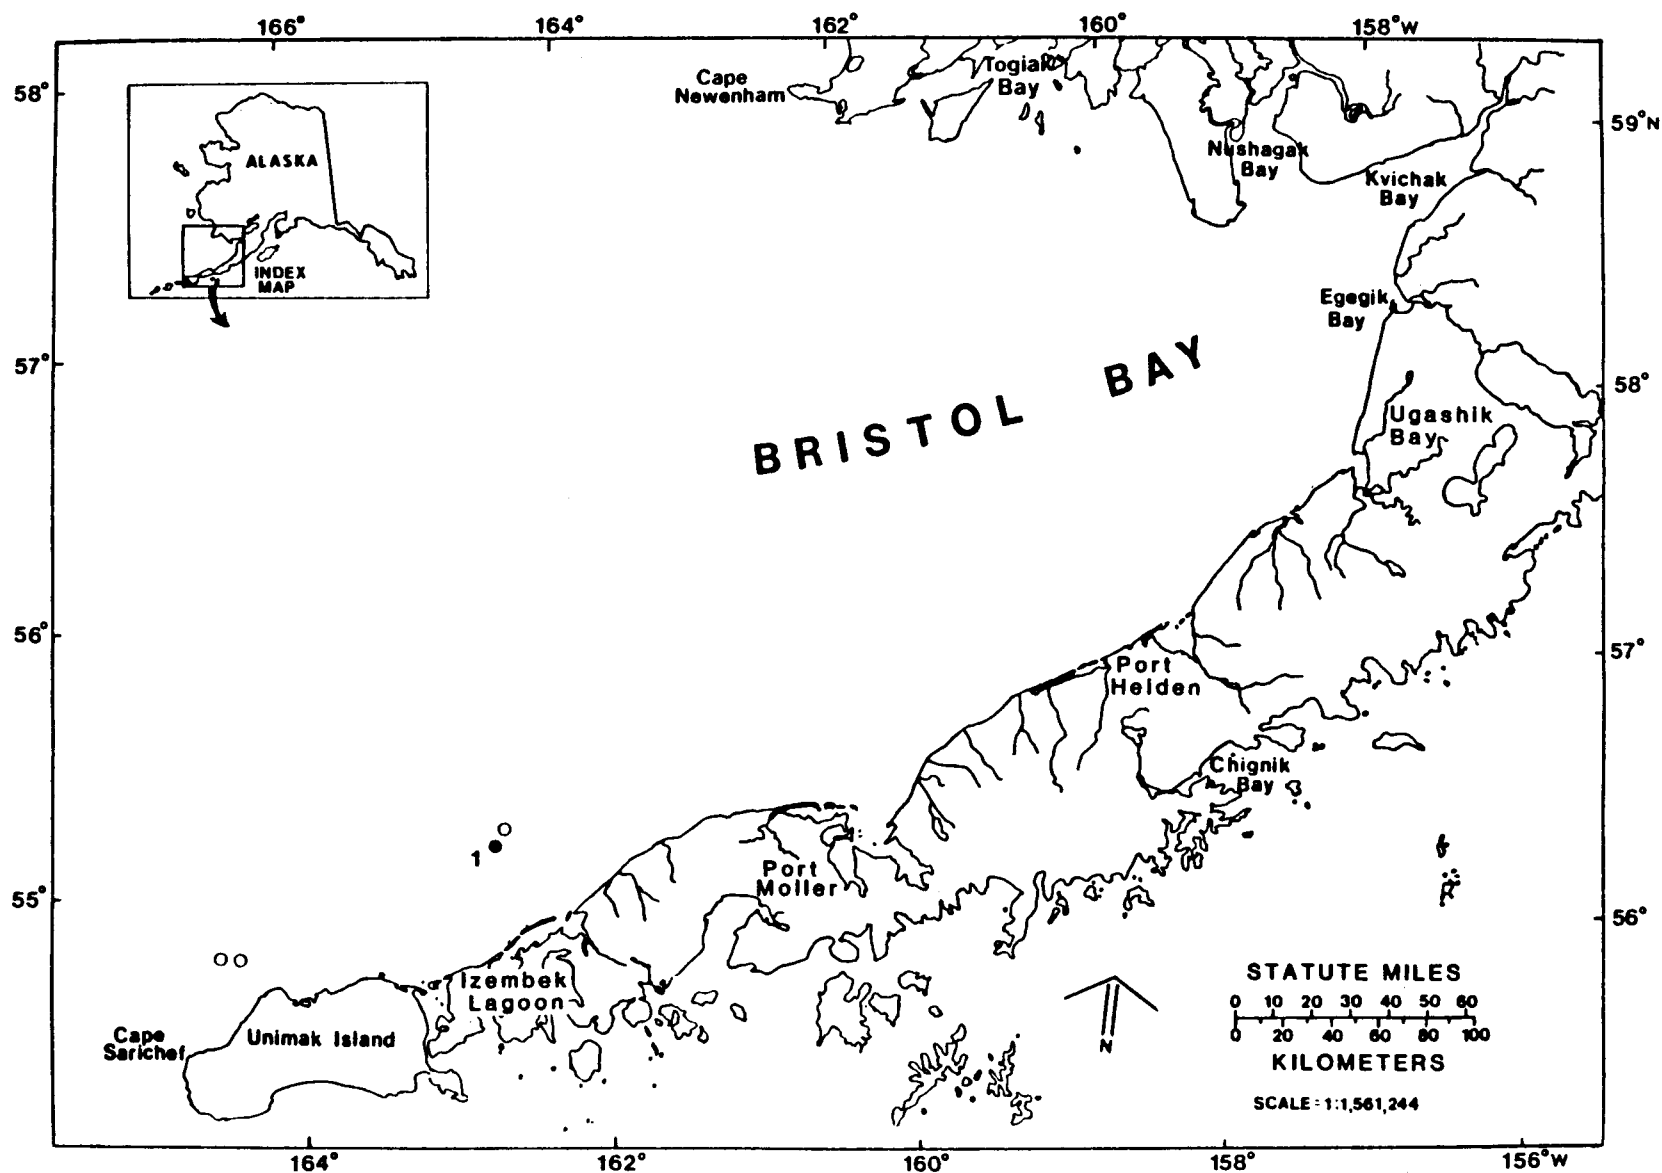 166° 164° 162° 160° 158°W
58°
57°
56°
55°
59°N
58°
57°
56°
ALASKA
INDEX
MAP
Cape
Newenham
Togiak
Bay
Nushagak
Bay
Kvichak
Bay
Egegik
Bay
Ugashik
Bay
BRISTOL BAY
Port
Heiden
Chignik
Bay
Port
Moller
1
Izembek
Lagoon
Unimak Island
Cape
Sarichef
N
STATUTE MILES
0 10 20 30 40 50 60
0 20 40 60 80 100
KILOMETERS
SCALE = 1:1,561,244
164° 162° 160° 158° 156°W